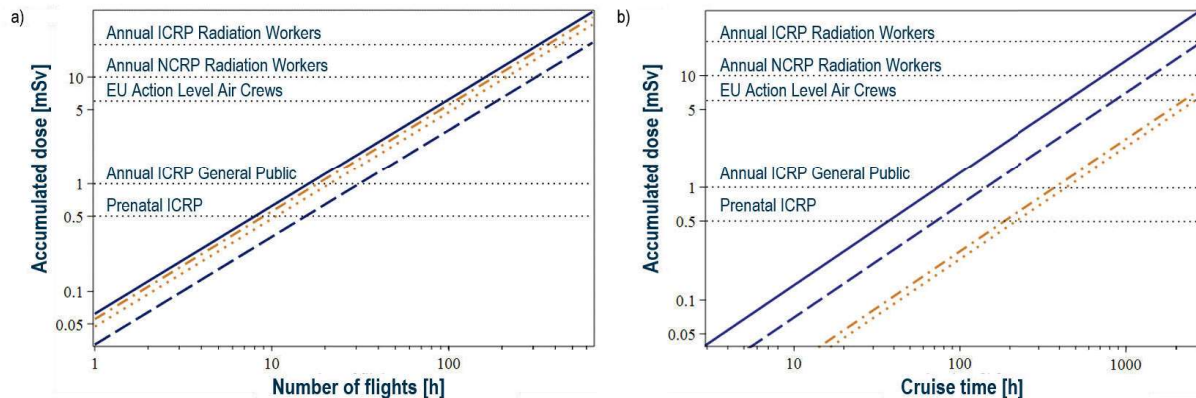 a)
Accumulated dose [mSv]
Annual ICRP Radiation Workers
Annual NCRP Radiation Workers
10
EU Action Level Air Crews
5
Annual ICRP General Public
1
Prenatal ICRP
0.5
0.1
0.05
1
10
100
Number of flights [h]
b)
Accumulated dose [mSv]
Annual ICRP Radiation Workers
Annual NCRP Radiation Workers
10
EU Action Level Air Crews
5
Annual ICRP General Public
1
Prenatal ICRP
0.5
0.1
0.05
10
100
1000
Cruise time [h]